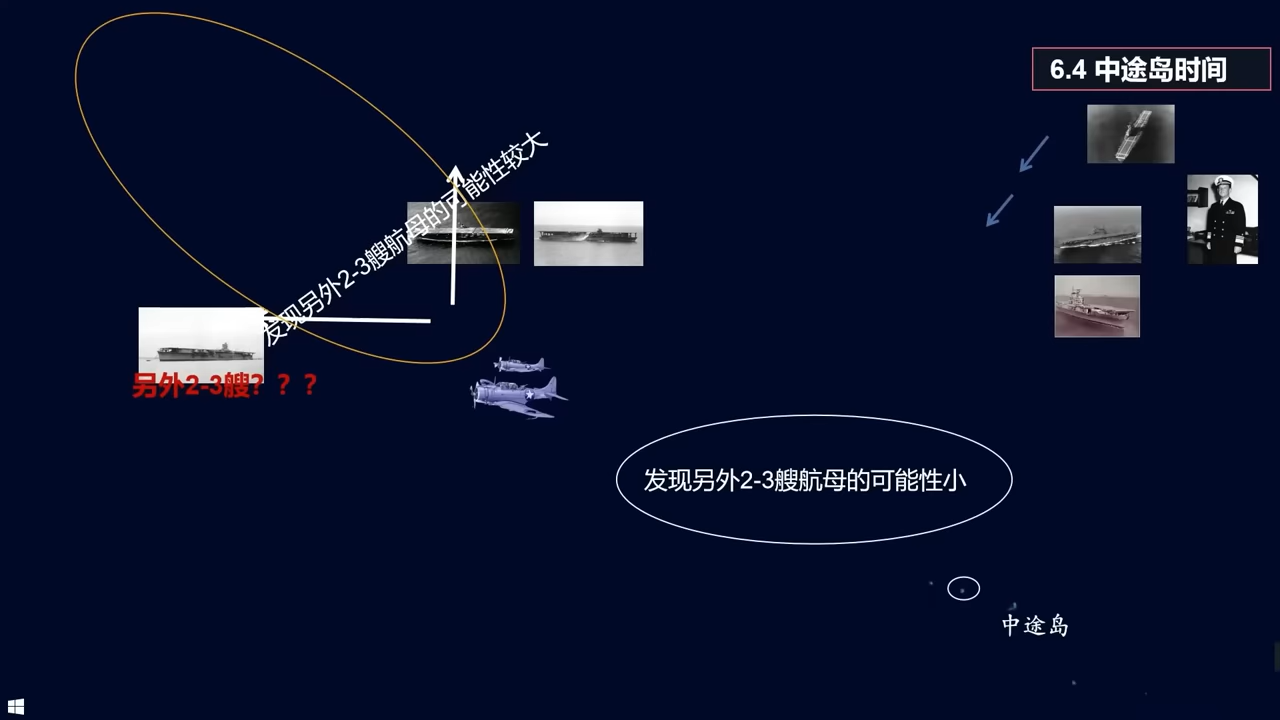 6.4 中途岛时间
发现另外2-3艘航母的可能性较大
另外2-3艘？？？
发现另外2-3艘航母的可能性小
中途岛